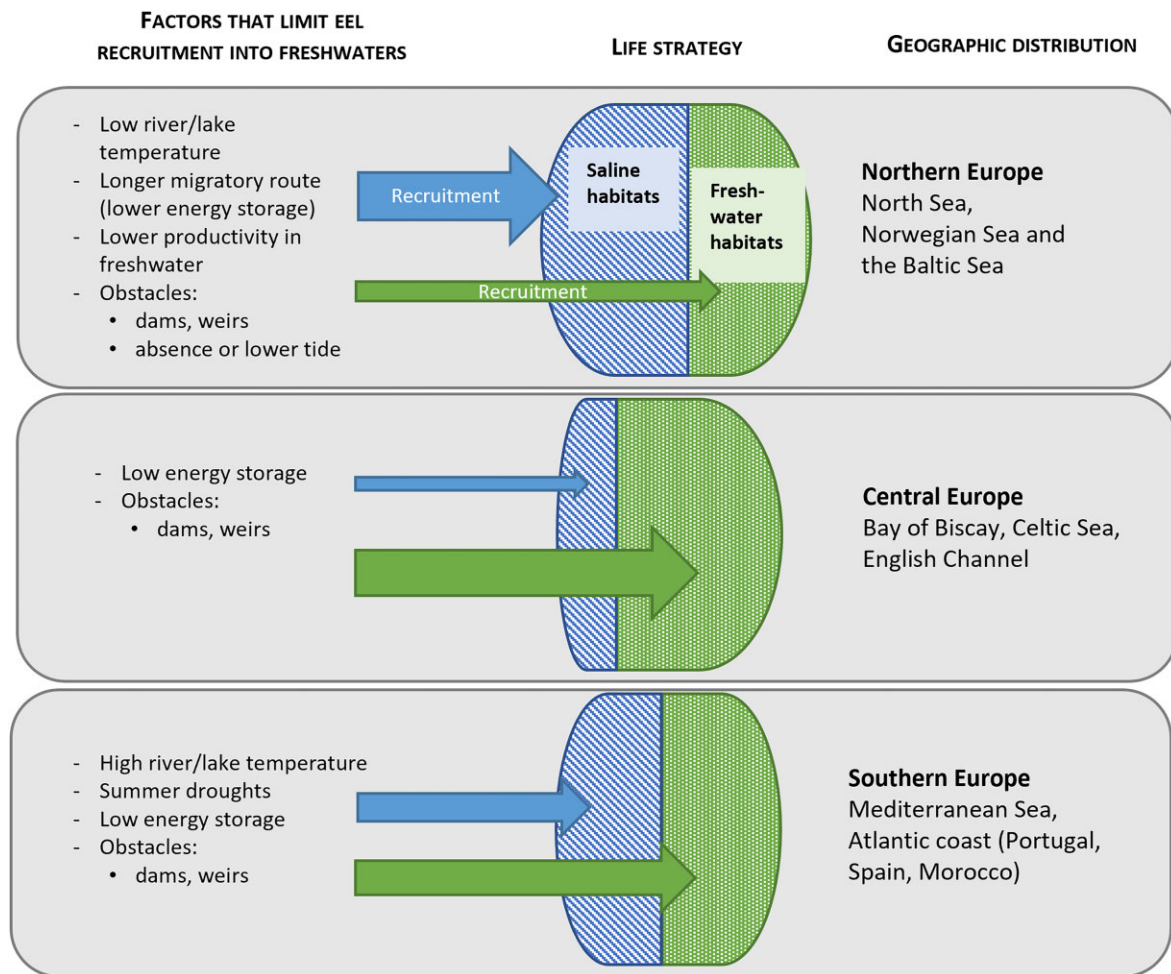 FACTORS THAT LIMIT EEL
RECRUITMENT INTO FRESHWATERS
LIFE STRATEGY
GEOGRAPHIC DISTRIBUTION
- Low river/lake
temperature
- Longer migratory route
(lower energy storage)
- Lower productivity in
freshwater
- Obstacles:
• dams, weirs
• absence or lower tide
Recruitment
Recruitment
Saline
habitats
Fresh-
water
habitats
Northern Europe
North Sea,
Norwegian Sea and
the Baltic Sea
- Low energy storage
- Obstacles:
• dams, weirs
Central Europe
Bay of Biscay, Celtic Sea,
English Channel
- High river/lake temperature
- Summer droughts
- Low energy storage
- Obstacles:
• dams, weirs
Southern Europe
Mediterranean Sea,
Atlantic coast (Portugal,
Spain, Morocco)